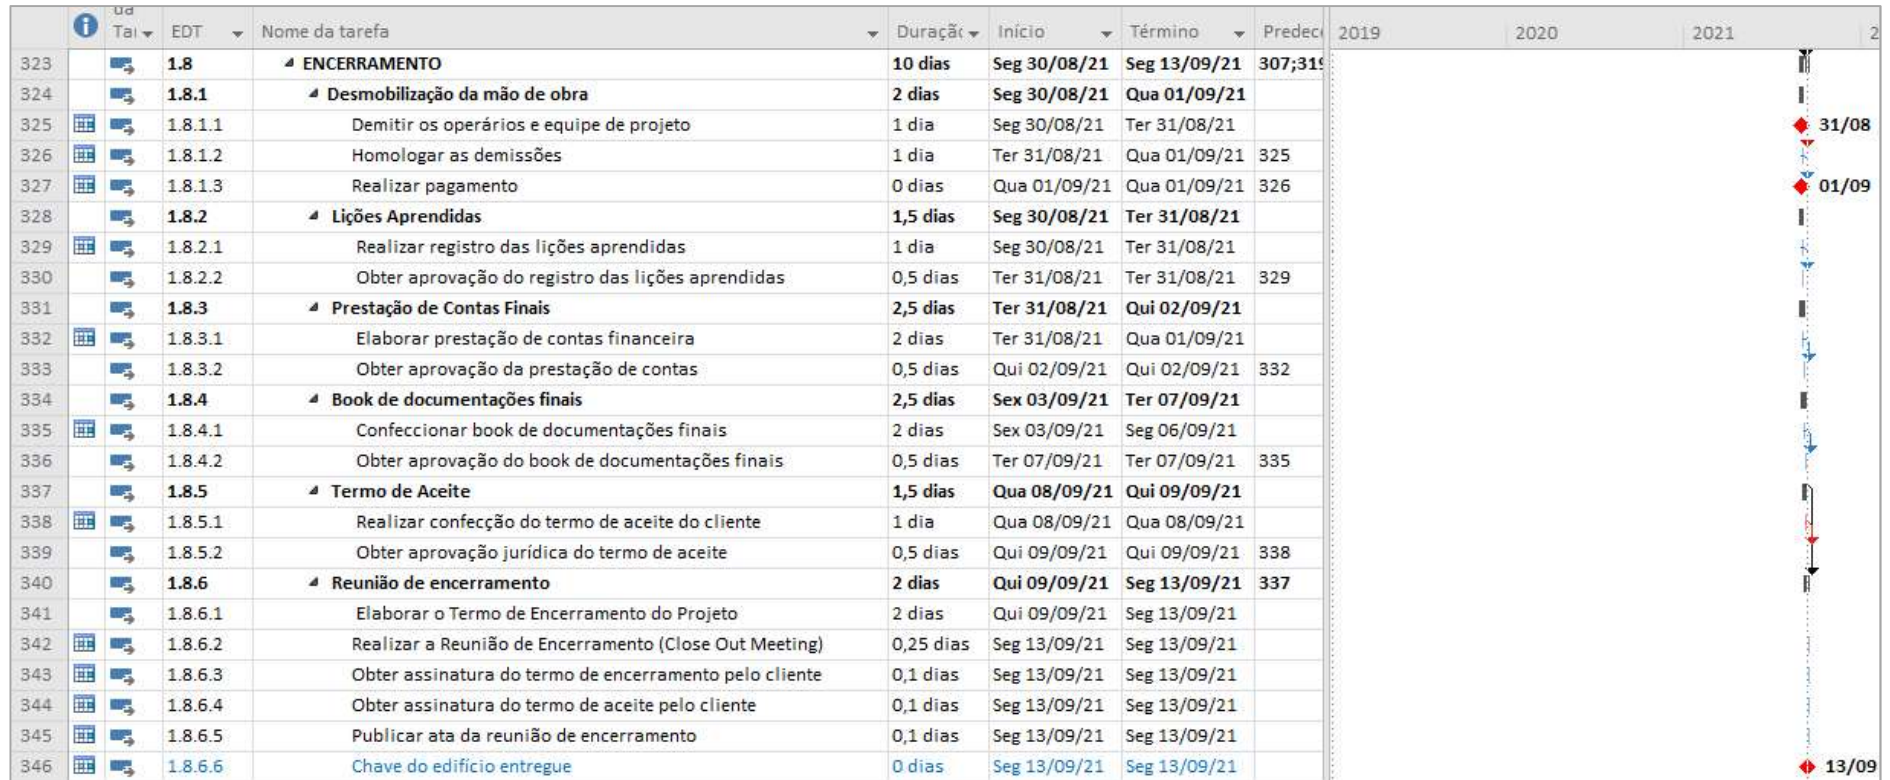 da
Tai EDT Nome da tarefa Duraçã Início Término Predec 2019 2020 2021 2
323 1.8 ENCERRAMENTO 10 dias Seg 30/08/21 Seg 13/09/21 307;319
324 1.8.1 Desmobilização da mão de obra 2 dias Seg 30/08/21 Qua 01/09/21
325 1.8.1.1 Demitir os operários e equipe de projeto 1 dia Seg 30/08/21 Ter 31/08/21 31/08
326 1.8.1.2 Homologar as demissões 1 dia Ter 31/08/21 Qua 01/09/21 325
327 1.8.1.3 Realizar pagamento 0 dias Qua 01/09/21 Qua 01/09/21 326 01/09
328 1.8.2 Lições Aprendidas 1,5 dias Seg 30/08/21 Ter 31/08/21
329 1.8.2.1 Realizar registro das lições aprendidas 1 dia Seg 30/08/21 Ter 31/08/21
330 1.8.2.2 Obter aprovação do registro das lições aprendidas 0,5 dias Ter 31/08/21 Ter 31/08/21 329
331 1.8.3 Prestação de Contas Finais 2,5 dias Ter 31/08/21 Qui 02/09/21
332 1.8.3.1 Elaborar prestação de contas financeira 2 dias Ter 31/08/21 Qua 01/09/21
333 1.8.3.2 Obter aprovação da prestação de contas 0,5 dias Qui 02/09/21 Qui 02/09/21 332
334 1.8.4 Book de documentações finais 2,5 dias Sex 03/09/21 Ter 07/09/21
335 1.8.4.1 Confeccionar book de documentações finais 2 dias Sex 03/09/21 Seg 06/09/21
336 1.8.4.2 Obter aprovação do book de documentações finais 0,5 dias Ter 07/09/21 Ter 07/09/21 335
337 1.8.5 Termo de Aceite 1,5 dias Qua 08/09/21 Qui 09/09/21
338 1.8.5.1 Realizar confecção do termo de aceite do cliente 1 dia Qua 08/09/21 Qua 08/09/21
339 1.8.5.2 Obter aprovação jurídica do termo de aceite 0,5 dias Qui 09/09/21 Qui 09/09/21 338
340 1.8.6 Reunião de encerramento 2 dias Qui 09/09/21 Seg 13/09/21 337
341 1.8.6.1 Elaborar o Termo de Encerramento do Projeto 2 dias Qui 09/09/21 Seg 13/09/21
342 1.8.6.2 Realizar a Reunião de Encerramento (Close Out Meeting) 0,25 dias Seg 13/09/21 Seg 13/09/21
343 1.8.6.3 Obter assinatura do termo de encerramento pelo cliente 0,1 dias Seg 13/09/21 Seg 13/09/21
344 1.8.6.4 Obter assinatura do termo de aceite pelo cliente 0,1 dias Seg 13/09/21 Seg 13/09/21
345 1.8.6.5 Publicar ata da reunião de encerramento 0,1 dias Seg 13/09/21 Seg 13/09/21
346 1.8.6.6 Chave do edifício entregue 0 dias Seg 13/09/21 Seg 13/09/21 13/09